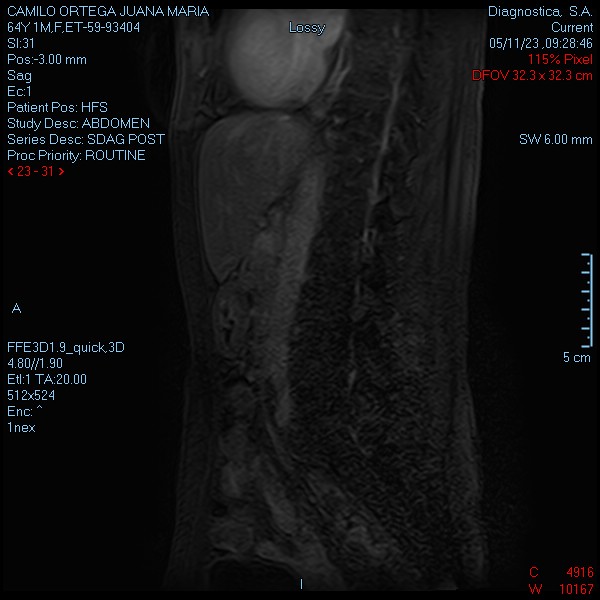 CAMILO ORTEGA JUANA MARIA
64Y 1M,F,ET-59-93404
Sl:31
Pos:-3.00 mm
Sag
Ec:1
Patient Pos: HFS
Study Desc: ABDOMEN
Series Desc: SDAG POST
Proc Priority: ROUTINE
< 23 - 31 >
Lossy
Diagnostica, S.A.
Current
05/11/23 ,09:28:46
115% Pixel
DFOV 32.3 x 32.3 cm
SW 6.00 mm
A
5 cm
FFE3D1.9_quick,3D
4.80//1.90
Etl:1 TA:20.00
512x524
Enc: ^
1nex
I
C 4916
W 10167